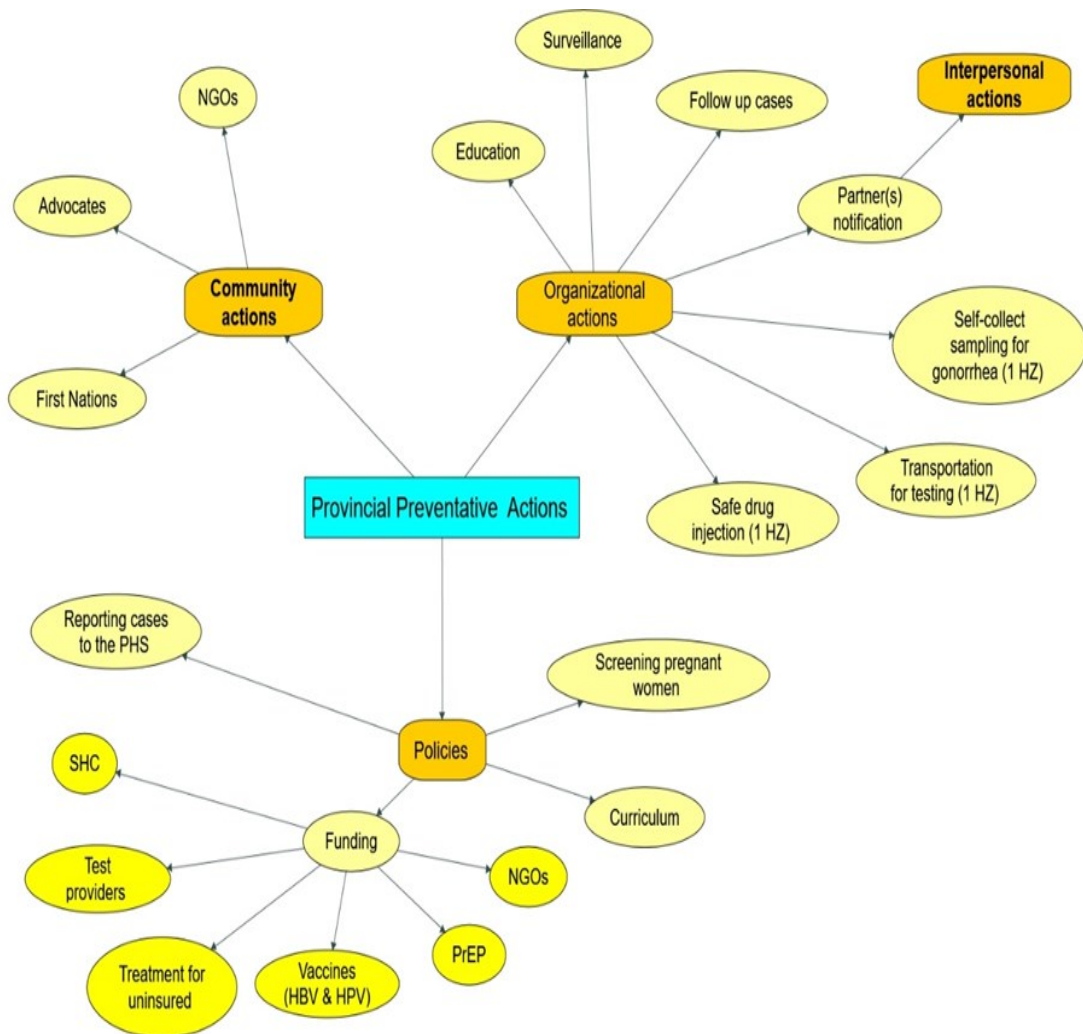 Surveillance
Interpersonal
actions
NGOs
Follow up cases
Education
Advocates
Partner(s)
notification
Community
actions
Organizational
actions
Self-collect
sampling for
gonorrhea (1 HZ)
First Nations
Transportation
for testing (1 HZ)
Provincial Preventative Actions
Safe drug
injection (1 HZ)
Reporting cases
to the PHS
Screening pregnant
women
Policies
SHC
Curriculum
Funding
Test
providers
NGOs
PrEP
Treatment for
uninsured
Vaccines
(HBV & HPV)